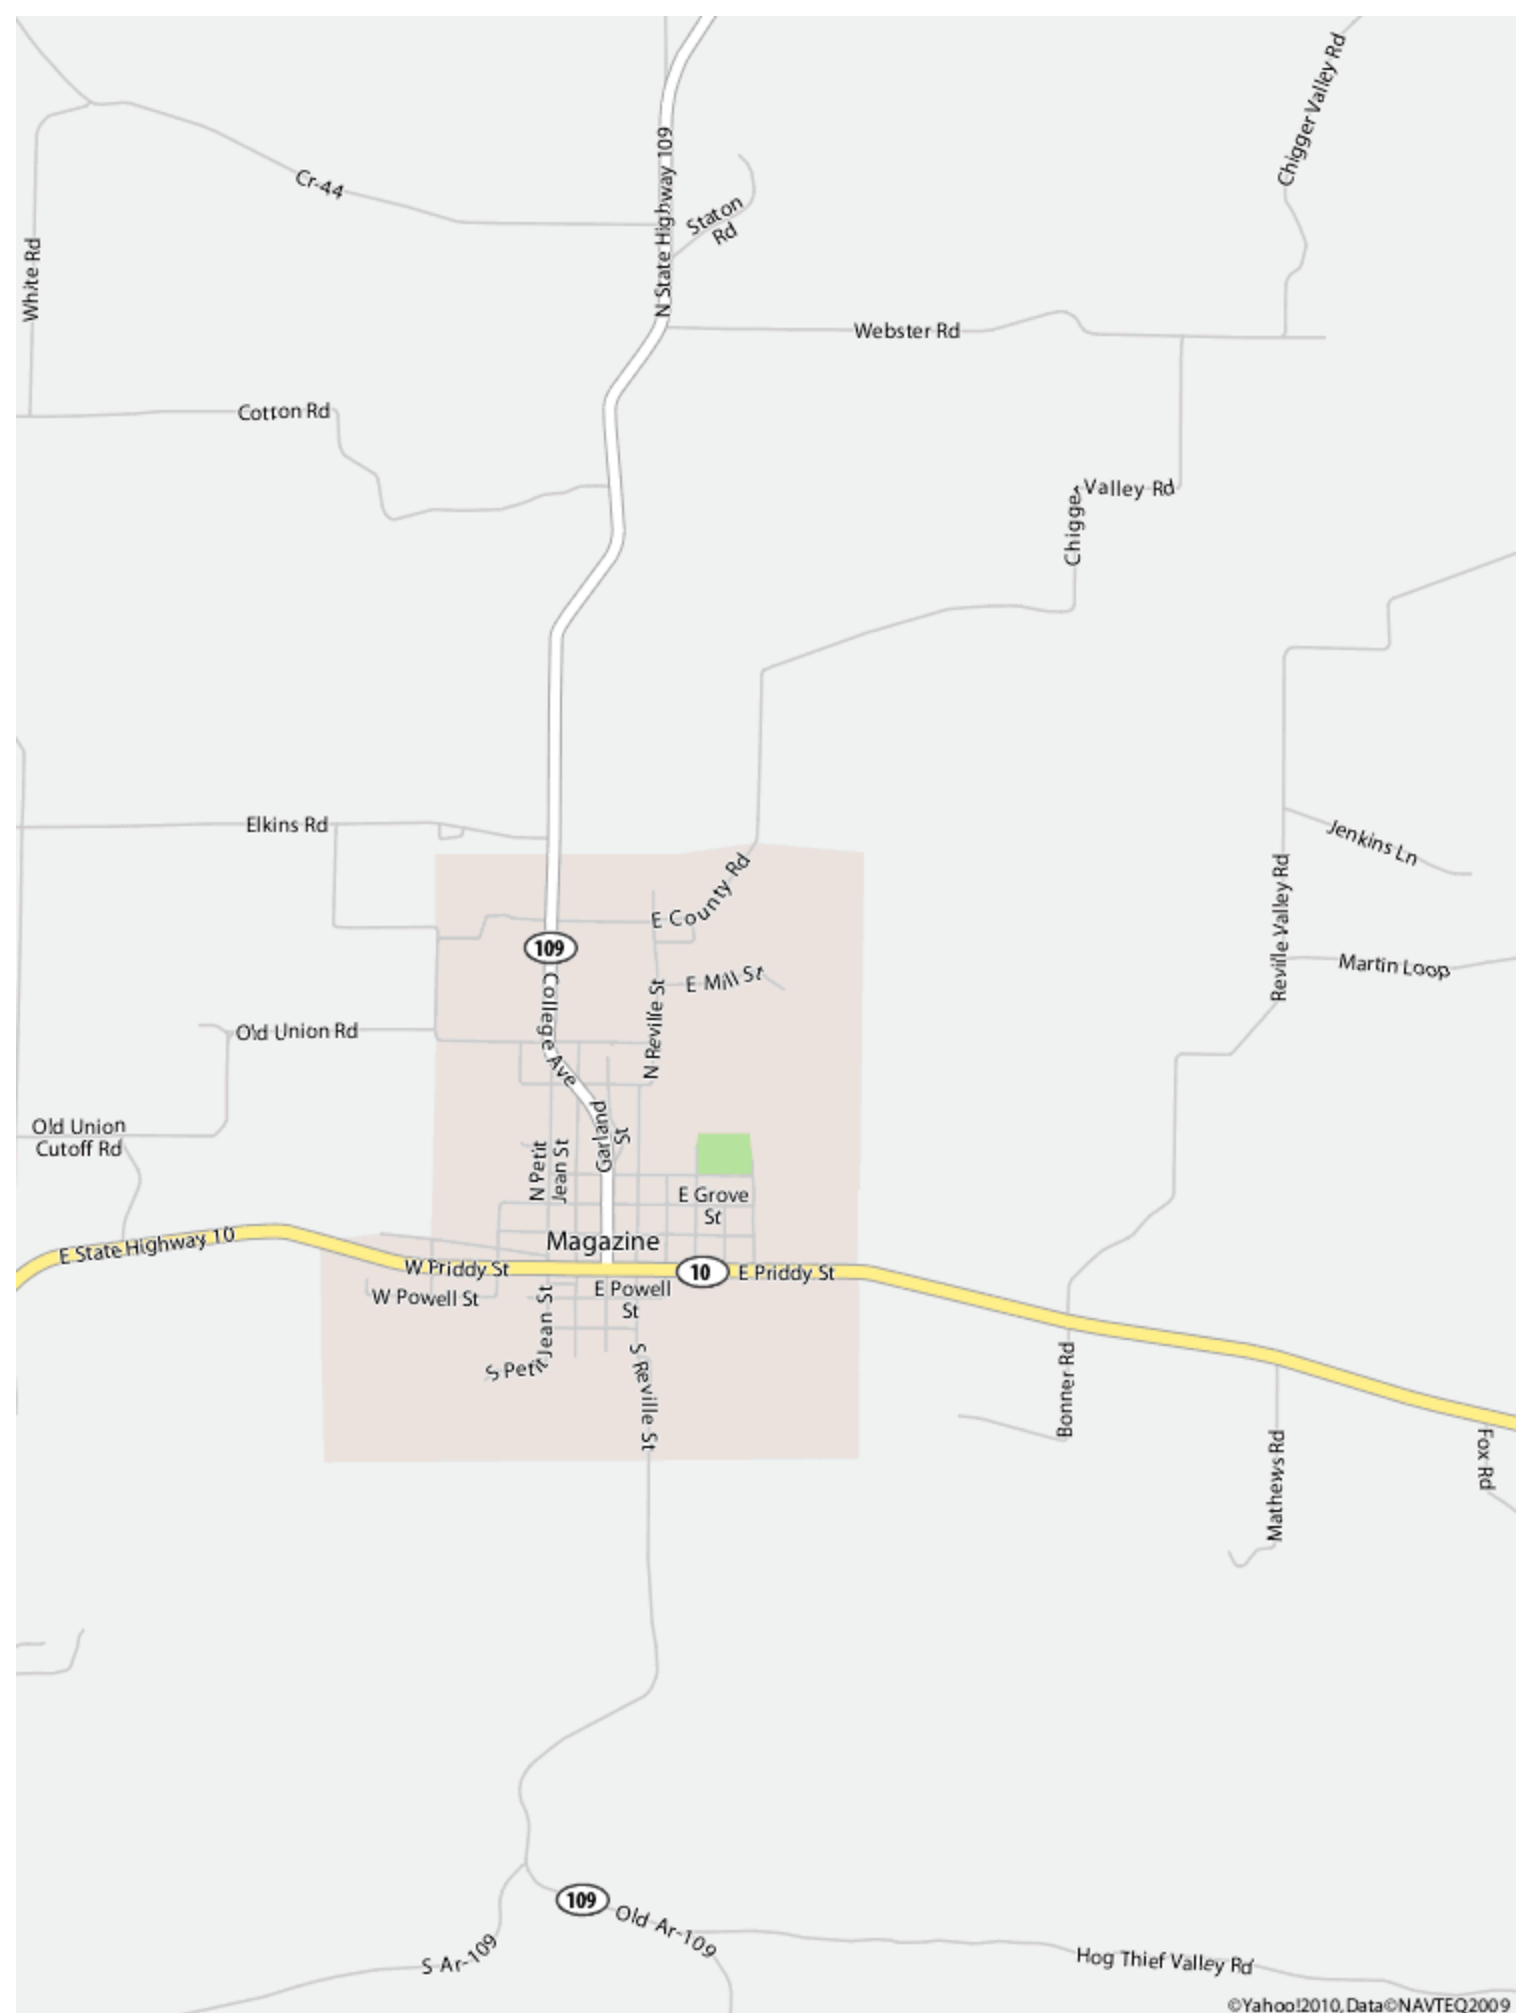 Chigger Valley Rd
N State Highway 109
Cr-44
Staton
Rd
White Rd
Webster Rd
Cotton Rd
Chigger Valley Rd
Elkins Rd
Jenkins Ln
E County Rd
Reville Valley Rd
109
Martin Loop
E Mill St
College Ave
N Reville St
Old Union Rd
Old Union
Cutoff Rd
Garland
St
N Petit
Jean St
E Grove
St
E State Highway 10
Magazine
W Priddy St
10
E Priddy St
W Powell St
E Powell
St
S Petit Jean St
S Reville St
Bonner Rd
Mathews Rd
Fox Rd
109
Old Ar-109
S Ar-109
Hog Thief Valley Rd
©Yahoo!2010, Data©NAVTEQ2009